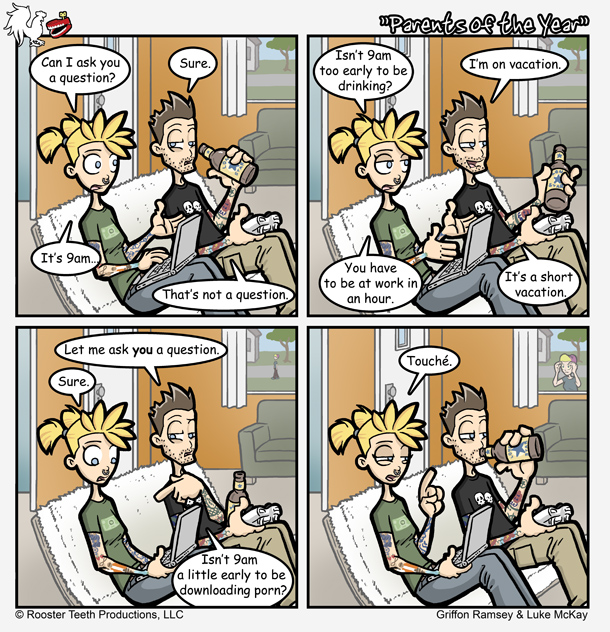 "Parents of the Year"
Can I ask you
a question?
Sure.
It's 9am...
That's not a question.
Isn't 9am
too early to be
drinking?
I'm on vacation.
You have
to be at work in
an hour.
It's a short
vacation.
Let me ask you a question.
Sure.
Isn't 9am
a little early to be
downloading porn?
Touché.
© Rooster Teeth Productions, LLC
Griffon Ramsey & Luke McKay